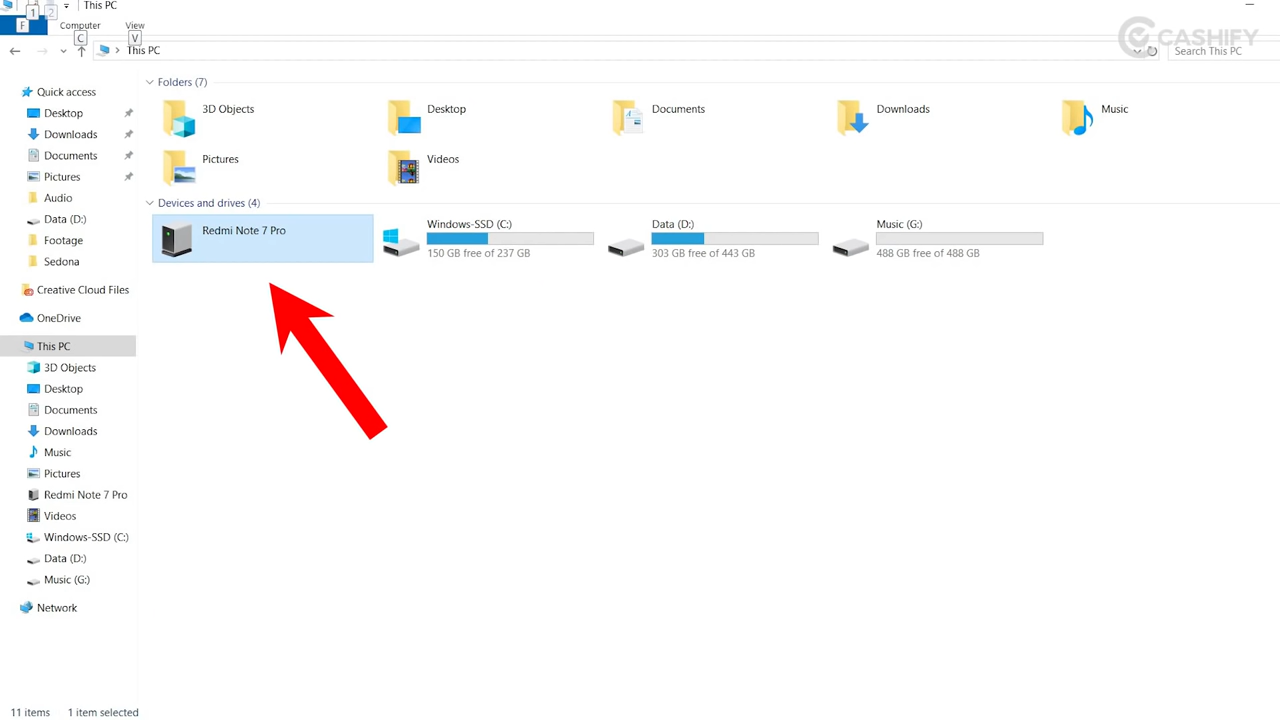 1
2
This PC
F
Computer
View
C
V
This PC
CASHIFY
Search This PC
Quick access
Desktop
Downloads
Documents
Pictures
Audio
Data (D:)
Footage
Sedona
Creative Cloud Files
OneDrive
This PC
3D Objects
Desktop
Documents
Downloads
Music
Pictures
Redmi Note 7 Pro
Videos
Windows-SSD (C:)
Data (D:)
Music (G:)
Network
Folders (7)
3D Objects
Desktop
Documents
Downloads
Music
Pictures
Videos
Devices and drives (4)
Redmi Note 7 Pro
Windows-SSD (C:)
150 GB free of 237 GB
Data (D:)
303 GB free of 443 GB
Music (G:)
488 GB free of 488 GB
11 items
1 item selected